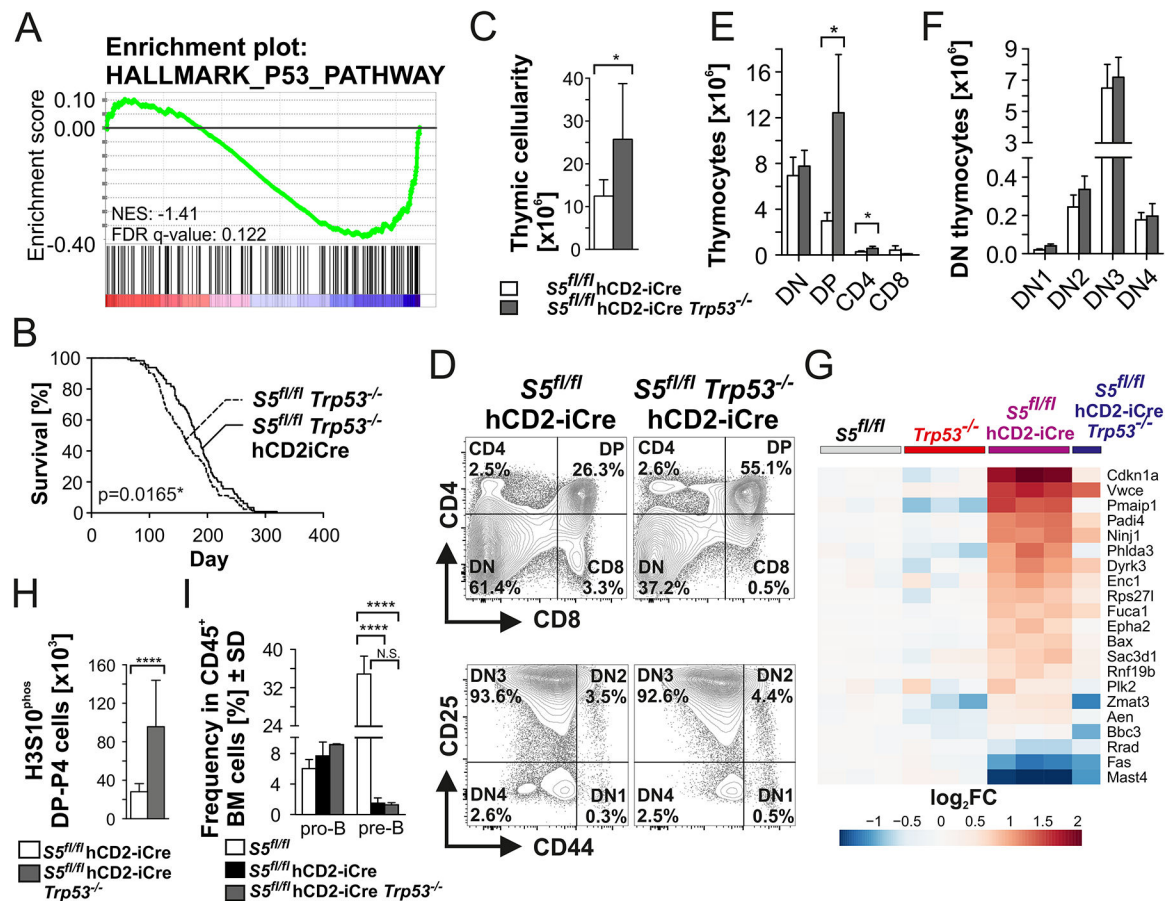 A
Enrichment plot:
HALLMARK_P53_PATHWAY
Enrichment score
0.10
0.00
-0.40
NES: -1.41
FDR q-value: 0.122
B
Survival [%]
100
80
60
40
20
0
0 100 200 300 400
Day
S5fl/fl Trp53-/-
S5fl/fl Trp53-/-
hCD2iCre
p=0.0165*
C
Thymic cellularity
[x10⁶]
40
35
30
25
20
15
10
5
0
*
S5fl/fl hCD2-iCre
S5fl/fl hCD2-iCre Trp53-/-
E
Thymocytes [x10⁶]
16
12
8
4
0
*
*
DN DP CD4 CD8
F
DN thymocytes [x10⁶]
9
7
5
3
0.4
0.2
0.0
DN1 DN2 DN3 DN4
D
S5fl/fl
hCD2-iCre
S5fl/fl Trp53-/-
hCD2-iCre
CD4
2.5%
DP
26.3%
DN
61.4%
CD8
3.3%
CD4
2.6%
DP
55.1%
DN
37.2%
CD8
0.5%
CD4
CD8
DN3
93.6%
DN2
3.5%
DN4
2.6%
DN1
0.3%
DN3
92.6%
DN2
4.4%
DN4
2.5%
DN1
0.5%
CD25
CD44
G
S5fl/fl
Trp53-/-
S5fl/fl
hCD2-iCre
S5fl/fl
hCD2-iCre
Trp53-/-
Cdkn1a
Vwce
Pmaip1
Padi4
Ninj1
Phlda3
Dyrk3
Enc1
Rps27l
Fuca1
Epha2
Bax
Sac3d1
Rnf19b
Plk2
Zmat3
Aen
Bbc3
Rrad
Fas
Mast4
log₂FC
−1 −0.5 0 0.5 1 1.5 2
H
H3S10phos
DP-P4 cells [x10³]
160
120
80
40
0
****
S5fl/fl hCD2-iCre
S5fl/fl hCD2-iCre
Trp53-/-
I
Frequency in CD45+
BM cells [%] ± SD
40
32
24
12
8
4
0
****
****
N.S.
pro-B pre-B
S5fl/fl
S5fl/fl hCD2-iCre
S5fl/fl hCD2-iCre Trp53-/-